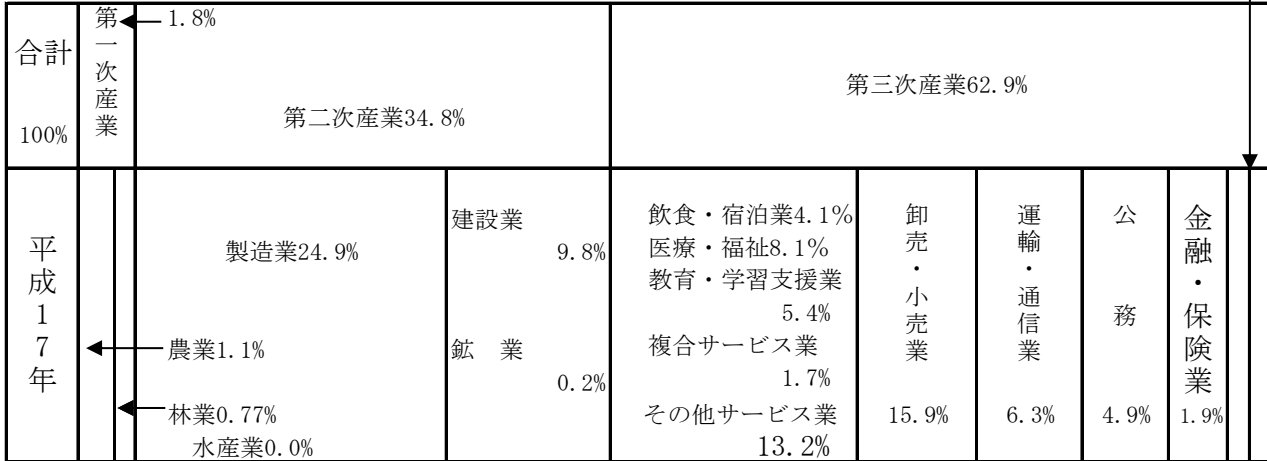 合計
100%
第一次産業
1.8%
第二次産業34.8%
第三次産業62.9%
平成17年
製造業24.9%
農業1.1%
林業0.77%
水産業0.0%
建設業
9.8%
鉱　業
0.2%
飲食・宿泊業4.1%
医療・福祉8.1%
教育・学習支援業
5.4%
複合サービス業
1.7%
その他サービス業
13.2%
卸売・小売業
15.9%
運輸・通信業
6.3%
公　務
4.9%
金融・保険業
1.9%